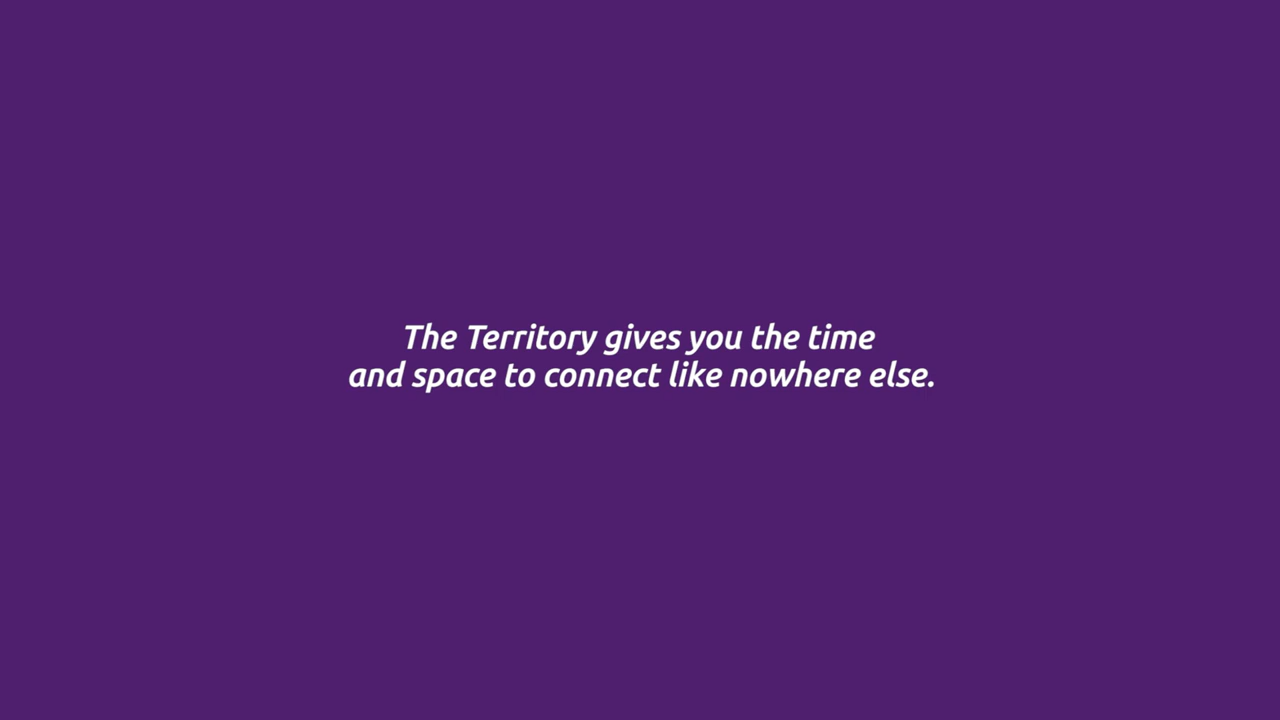 The Territory gives you the time
and space to connect like nowhere else.